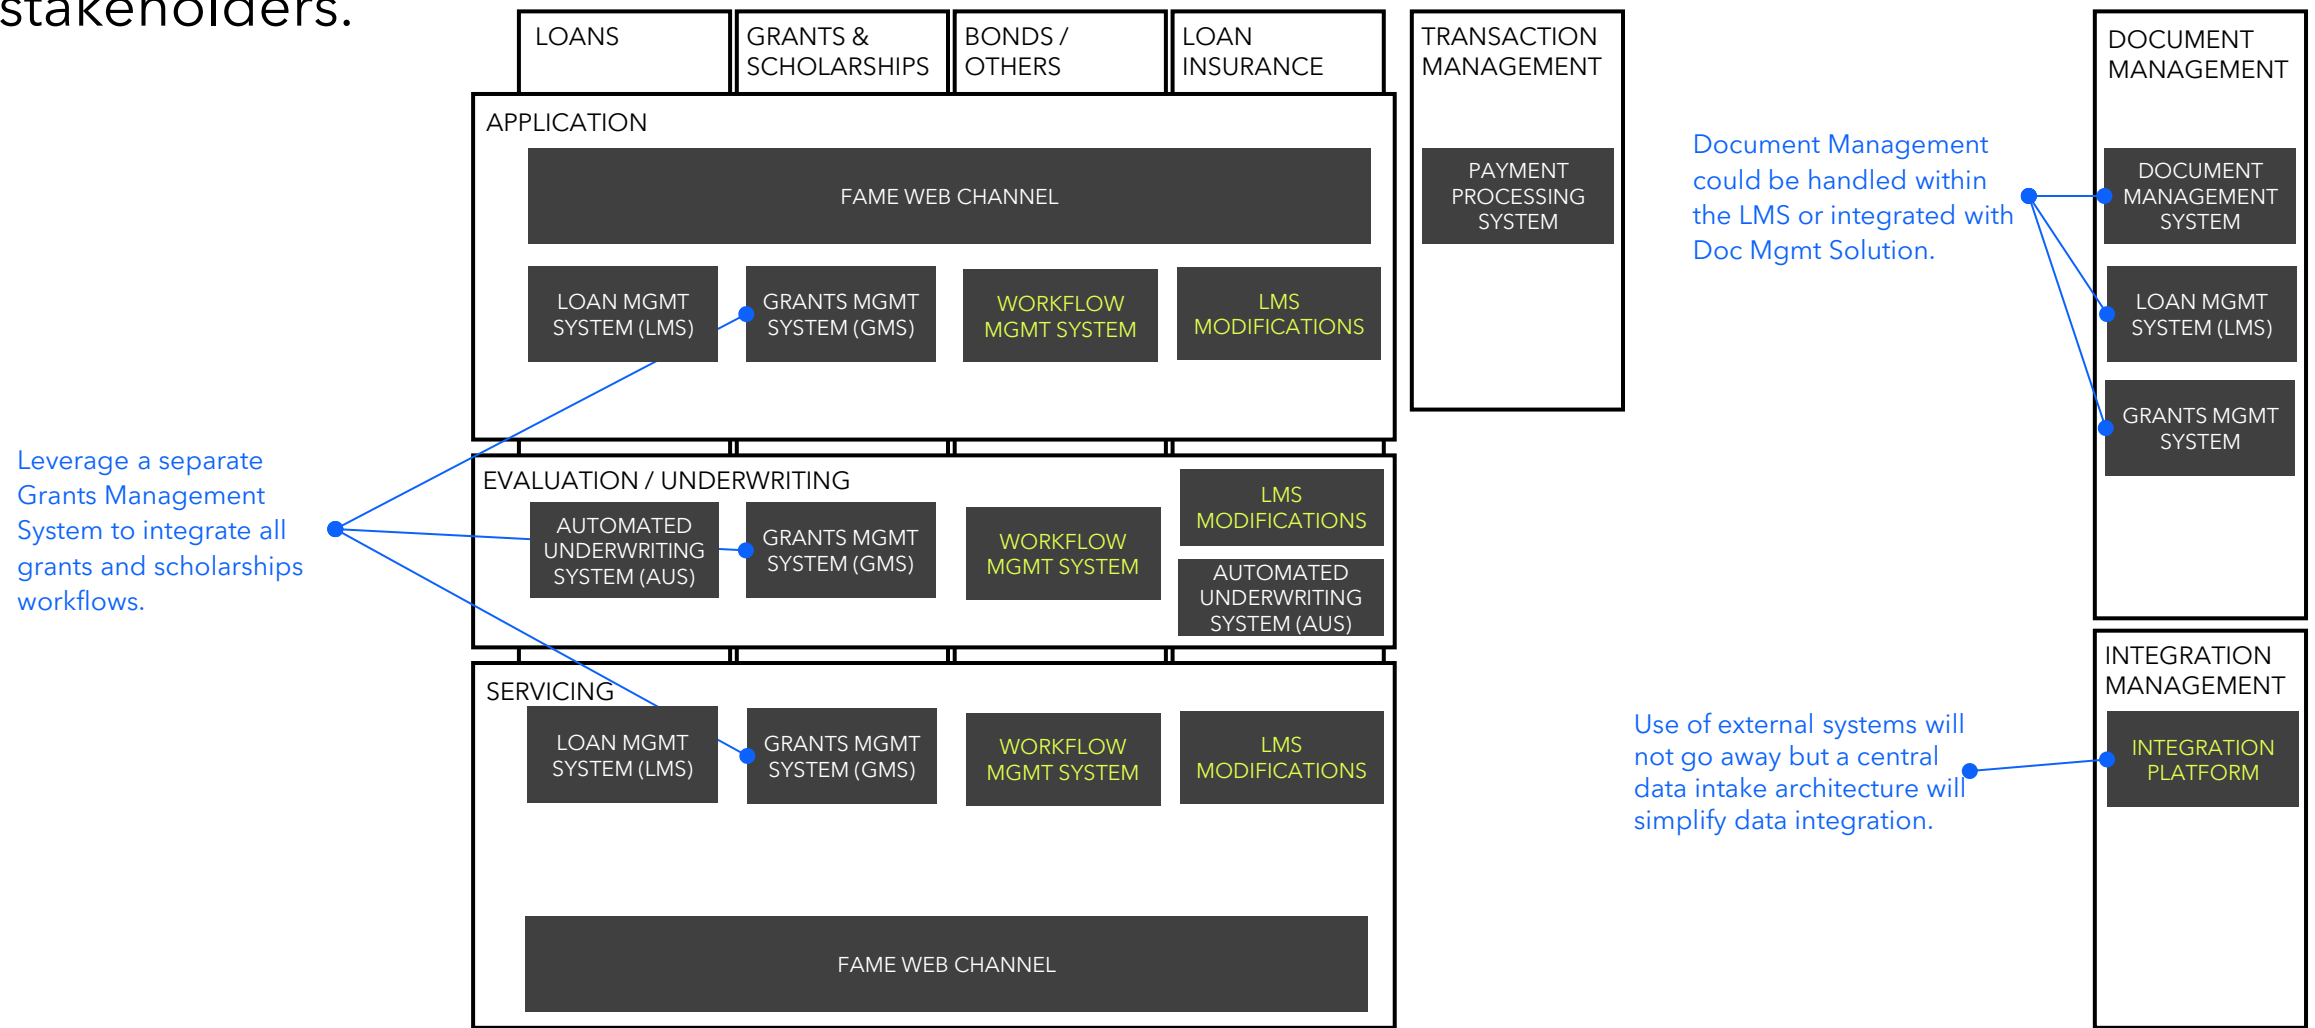 stakeholders.
LOANS
GRANTS &
SCHOLARSHIPS
BONDS /
OTHERS
LOAN
INSURANCE
TRANSACTION
MANAGEMENT
DOCUMENT
MANAGEMENT
APPLICATION
FAME WEB CHANNEL
PAYMENT
PROCESSING
SYSTEM
Document Management
could be handled within
the LMS or integrated with
Doc Mgmt Solution.
DOCUMENT
MANAGEMENT
SYSTEM
LOAN MGMT
SYSTEM (LMS)
GRANTS MGMT
SYSTEM (GMS)
WORKFLOW
MGMT SYSTEM
LMS
MODIFICATIONS
LOAN MGMT
SYSTEM (LMS)
GRANTS MGMT
SYSTEM
Leverage a separate
Grants Management
System to integrate all
grants and scholarships
workflows.
EVALUATION / UNDERWRITING
AUTOMATED
UNDERWRITING
SYSTEM (AUS)
GRANTS MGMT
SYSTEM (GMS)
WORKFLOW
MGMT SYSTEM
LMS
MODIFICATIONS
AUTOMATED
UNDERWRITING
SYSTEM (AUS)
SERVICING
LOAN MGMT
SYSTEM (LMS)
GRANTS MGMT
SYSTEM (GMS)
WORKFLOW
MGMT SYSTEM
LMS
MODIFICATIONS
FAME WEB CHANNEL
Use of external systems will
not go away but a central
data intake architecture will
simplify data integration.
INTEGRATION
MANAGEMENT
INTEGRATION
PLATFORM